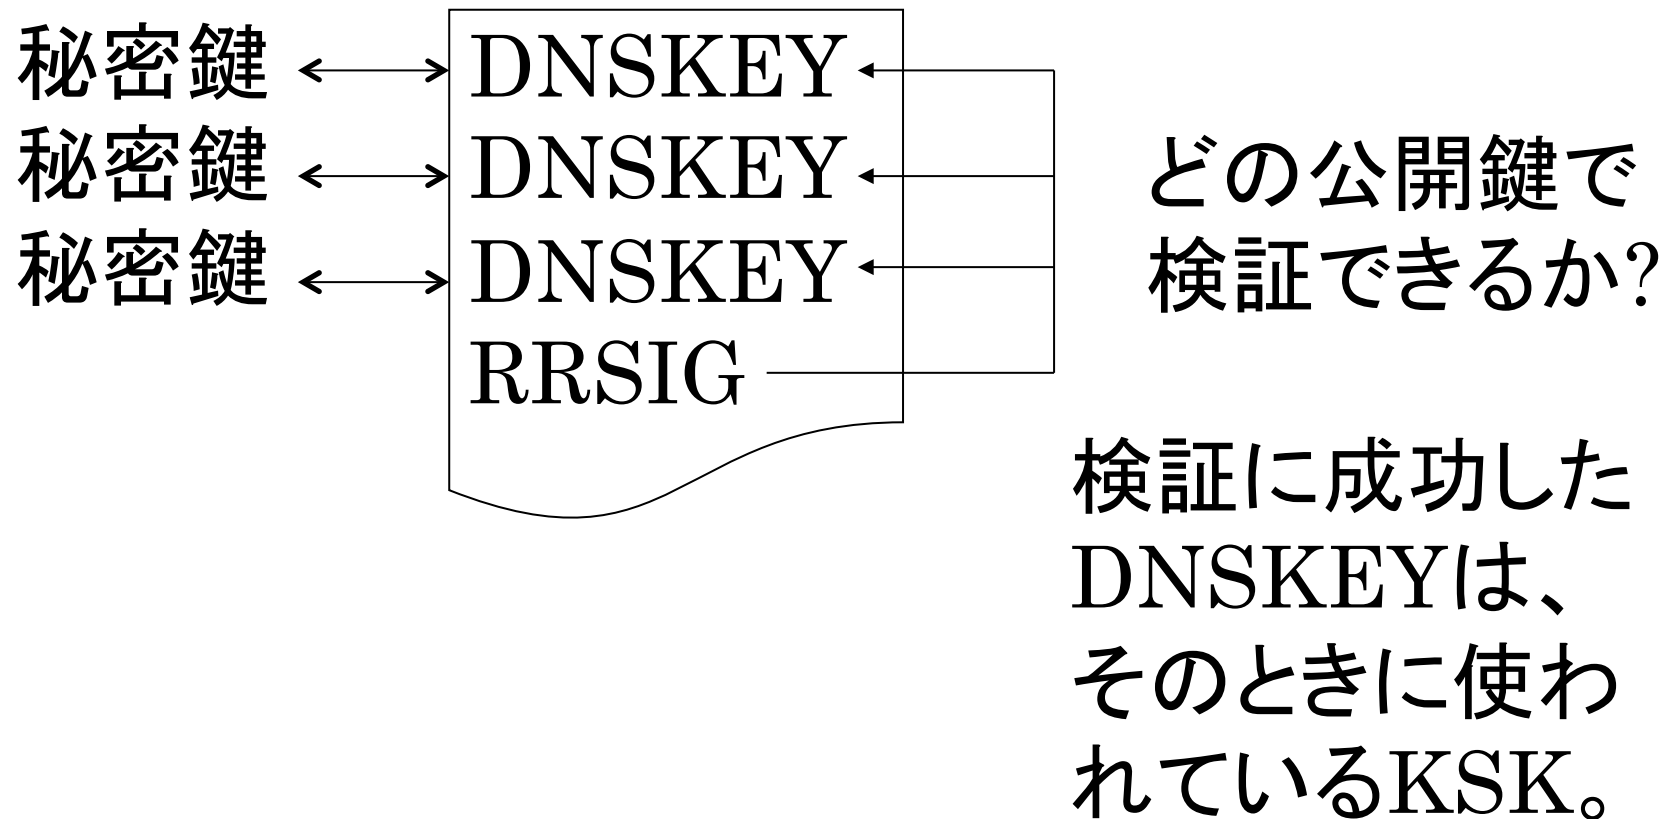 秘密鍵 DNSKEY
秘密鍵 DNSKEY
秘密鍵 DNSKEY
RRSIG
どの公開鍵で
検証できるか?
検証に成功した
DNSKEYは、
そのときに使わ
れているKSK。